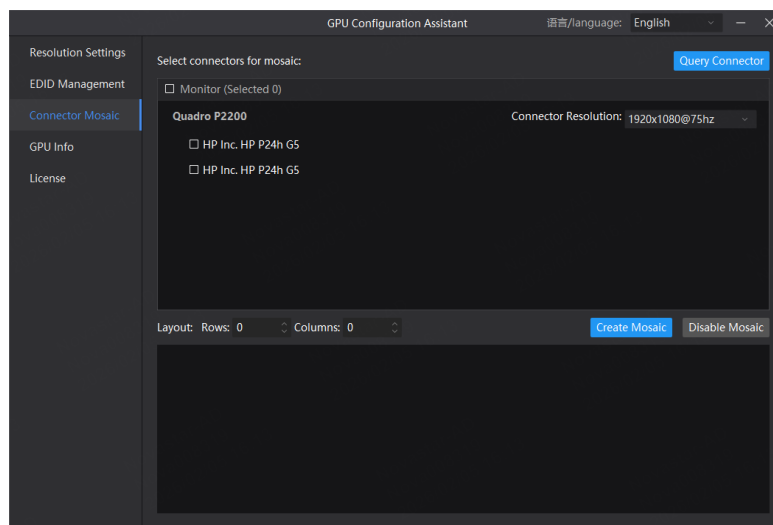 GPU Configuration Assistant 语言/language: English
Resolution Settings
EDID Management
Connector Mosaic
GPU Info
License
Select connectors for mosaic: Query Connector
Monitor (Selected 0)
Quadro P2200 Connector Resolution: 1920x1080@75hz
HP Inc. HP P24h G5
HP Inc. HP P24h G5
Layout: Rows: 0 Columns: 0 Create Mosaic Disable Mosaic